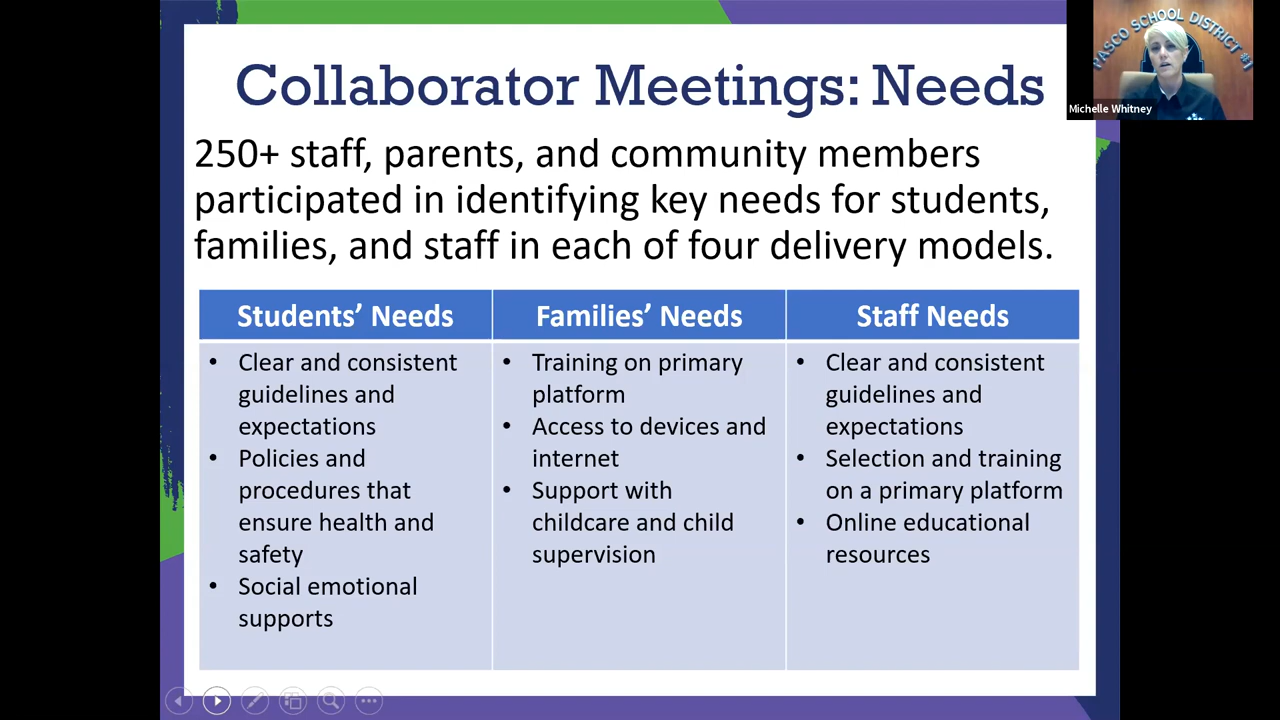 Collaborator Meetings: Needs
PASCO SCHOOL DISTRICT #1
Michelle Whitney
250+ staff, parents, and community members
participated in identifying key needs for students,
families, and staff in each of four delivery models.
Students’ Needs
Clear and consistent
guidelines and
expectations
Policies and
procedures that
ensure health and
safety
Social emotional
supports
Families’ Needs
Training on primary
platform
Access to devices and
internet
Support with
childcare and child
supervision
Staff Needs
Clear and consistent
guidelines and
expectations
Selection and training
on a primary platform
Online educational
resources